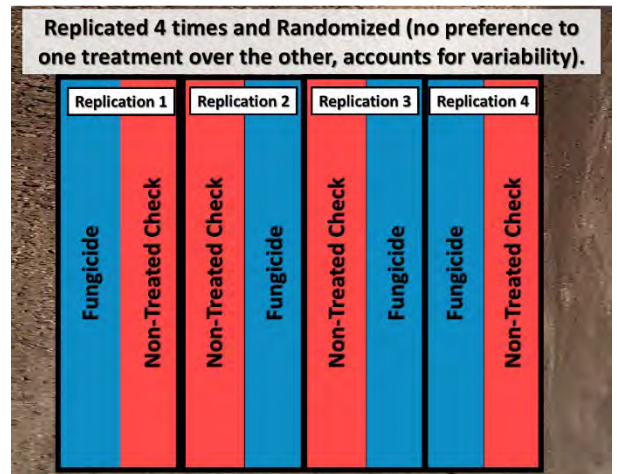 Replicated 4 times and Randomized (no preference to
one treatment over the other, accounts for variability).
Replication 1
Replication 2
Replication 3
Replication 4
Fungicide
Non-Treated Check
Non-Treated Check
Fungicide
Non-Treated Check
Fungicide
Fungicide
Non-Treated Check